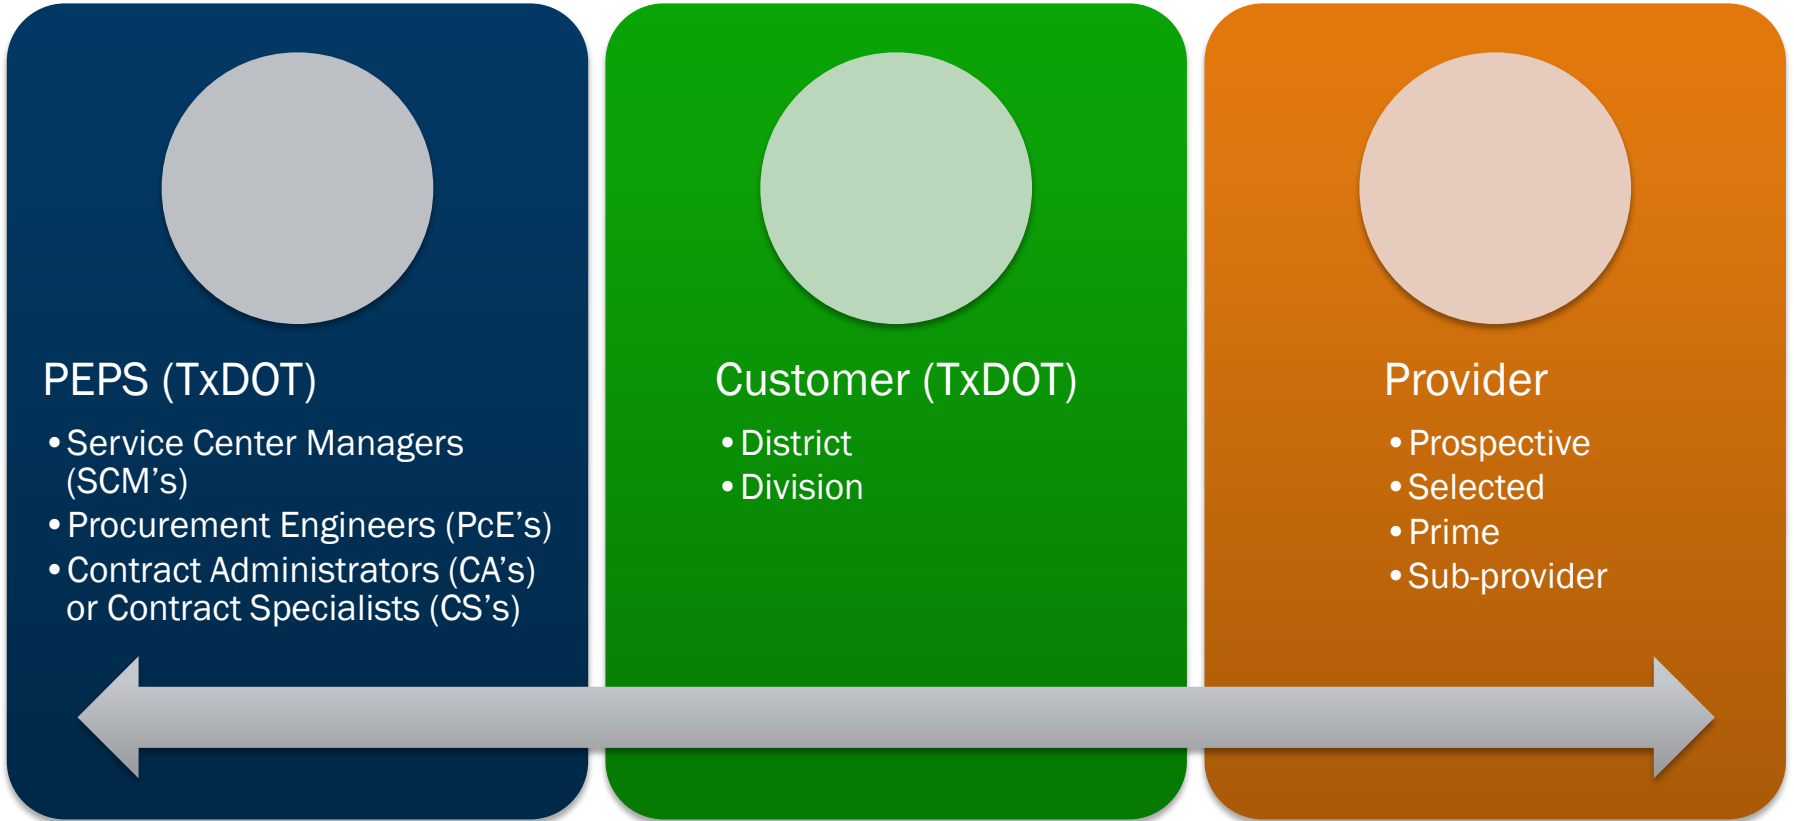 PEPS (TxDOT)
•Service Center Managers
(SCM’s)
•Procurement Engineers (PcE’s)
•Contract Administrators (CA’s)
or Contract Specialists (CS’s)
Customer (TxDOT)
•District
•Division
Provider
•Prospective
•Selected
•Prime
•Sub-provider